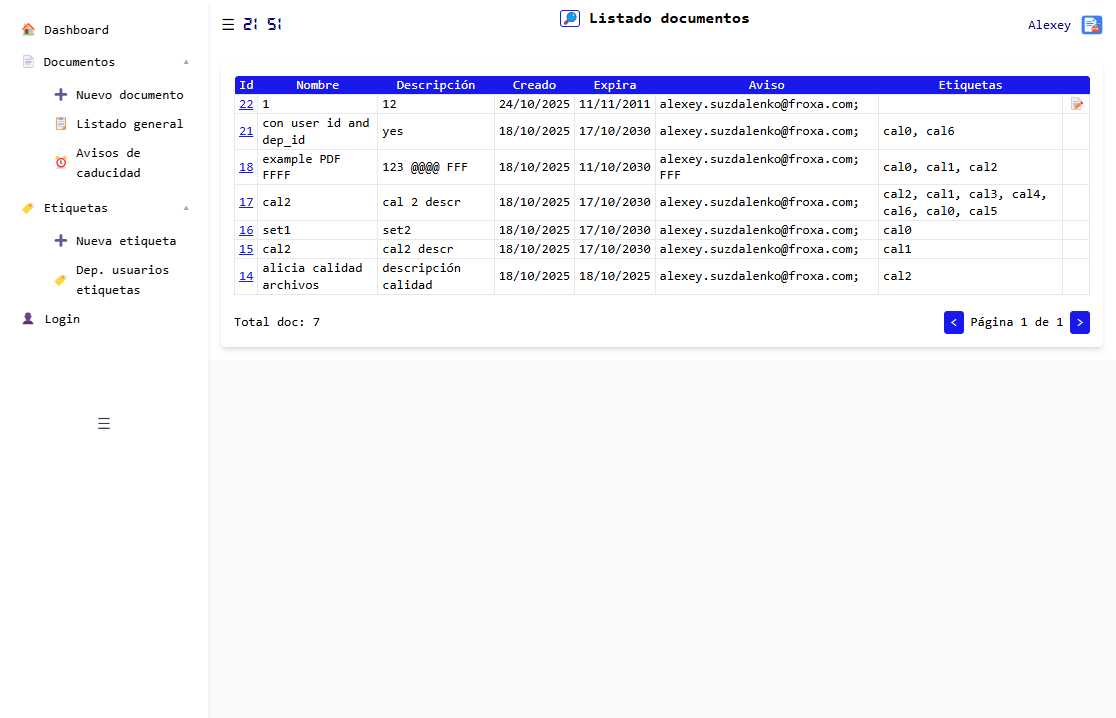 Dashboard
Documentos
Nuevo documento
Listado general
Avisos de
caducidad
Etiquetas
Nueva etiqueta
Dep. usuarios
etiquetas
Login
21 51
Listado documentos
Alexey
Id Nombre Descripción Creado Expira Aviso Etiquetas
22 1 12 24/10/2025 11/11/2011 alexey.suzdalenko@froxa.com;
21 con user id and dep_id yes 18/10/2025 17/10/2030 alexey.suzdalenko@froxa.com; cal0, cal6
18 example PDF FFFF 123 @@@@ FFF 18/10/2025 11/10/2030 alexey.suzdalenko@froxa.com; FFF cal0, cal1, cal2
17 cal2 cal 2 descr 18/10/2025 17/10/2030 alexey.suzdalenko@froxa.com; cal2, cal1, cal3, cal4, cal6, cal0, cal5
16 set1 set2 18/10/2025 17/10/2030 alexey.suzdalenko@froxa.com; cal0
15 cal2 cal2 descr 18/10/2025 17/10/2030 alexey.suzdalenko@froxa.com; cal1
14 alicia calidad archivos descripción calidad 18/10/2025 18/10/2025 alexey.suzdalenko@froxa.com; cal2
Total doc: 7
< Página 1 de 1 >